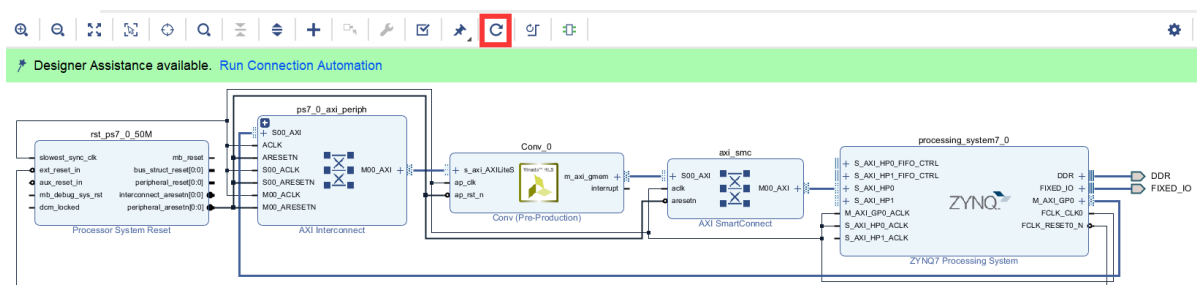 Designer Assistance available. Run Connection Automation
rst_ps7_0_50M
slowest_sync_clk
mb_reset
ext_reset_in
bus_struct_reset[0:0]
aux_reset_in
peripheral_reset[0:0]
mb_debug_sys_rst
interconnect_aresetn[0:0]
dcm_locked
peripheral_aresetn[0:0]
Processor System Reset
ps7_0_axi_periph
S00_AXI
ACLK
ARESETN
S00_ACLK
M00_AXI
S00_ARESETN
M00_ACLK
M00_ARESETN
AXI Interconnect
Conv_0
s_axi_AXILiteS
m_axi_gmem
ap_clk
interrupt
ap_rst_n
Conv (Pre-Production)
axi_smc
S00_AXI
aclk
M00_AXI
aresetn
AXI SmartConnect
processing_system7_0
S_AXI_HP0_FIFO_CTRL
S_AXI_HP1_FIFO_CTRL
DDR
S_AXI_HP0
FIXED_IO
S_AXI_HP1
M_AXI_GP0
M_AXI_GP0_ACLK
FCLK_CLK0
S_AXI_HP0_ACLK
FCLK_RESET0_N
S_AXI_HP1_ACLK
ZYNQ
ZYNQ7 Processing System
DDR
FIXED_IO